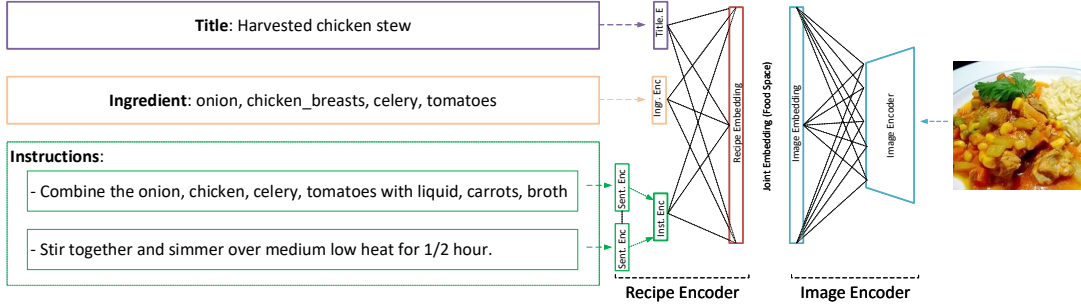 Title: Harvested chicken stew
Title. E
Ingredient: onion, chicken_breasts, celery, tomatoes
Ingr. Enc
Instructions:
- Combine the onion, chicken, celery, tomatoes with liquid, carrots, broth
Sent. Enc
- Stir together and simmer over medium low heat for 1/2 hour.
Sent. Enc
Inst. Enc
Recipe Embedding
Joint Embedding (Food Space)
Image Embedding
Image Encoder
Recipe Encoder
Image Encoder